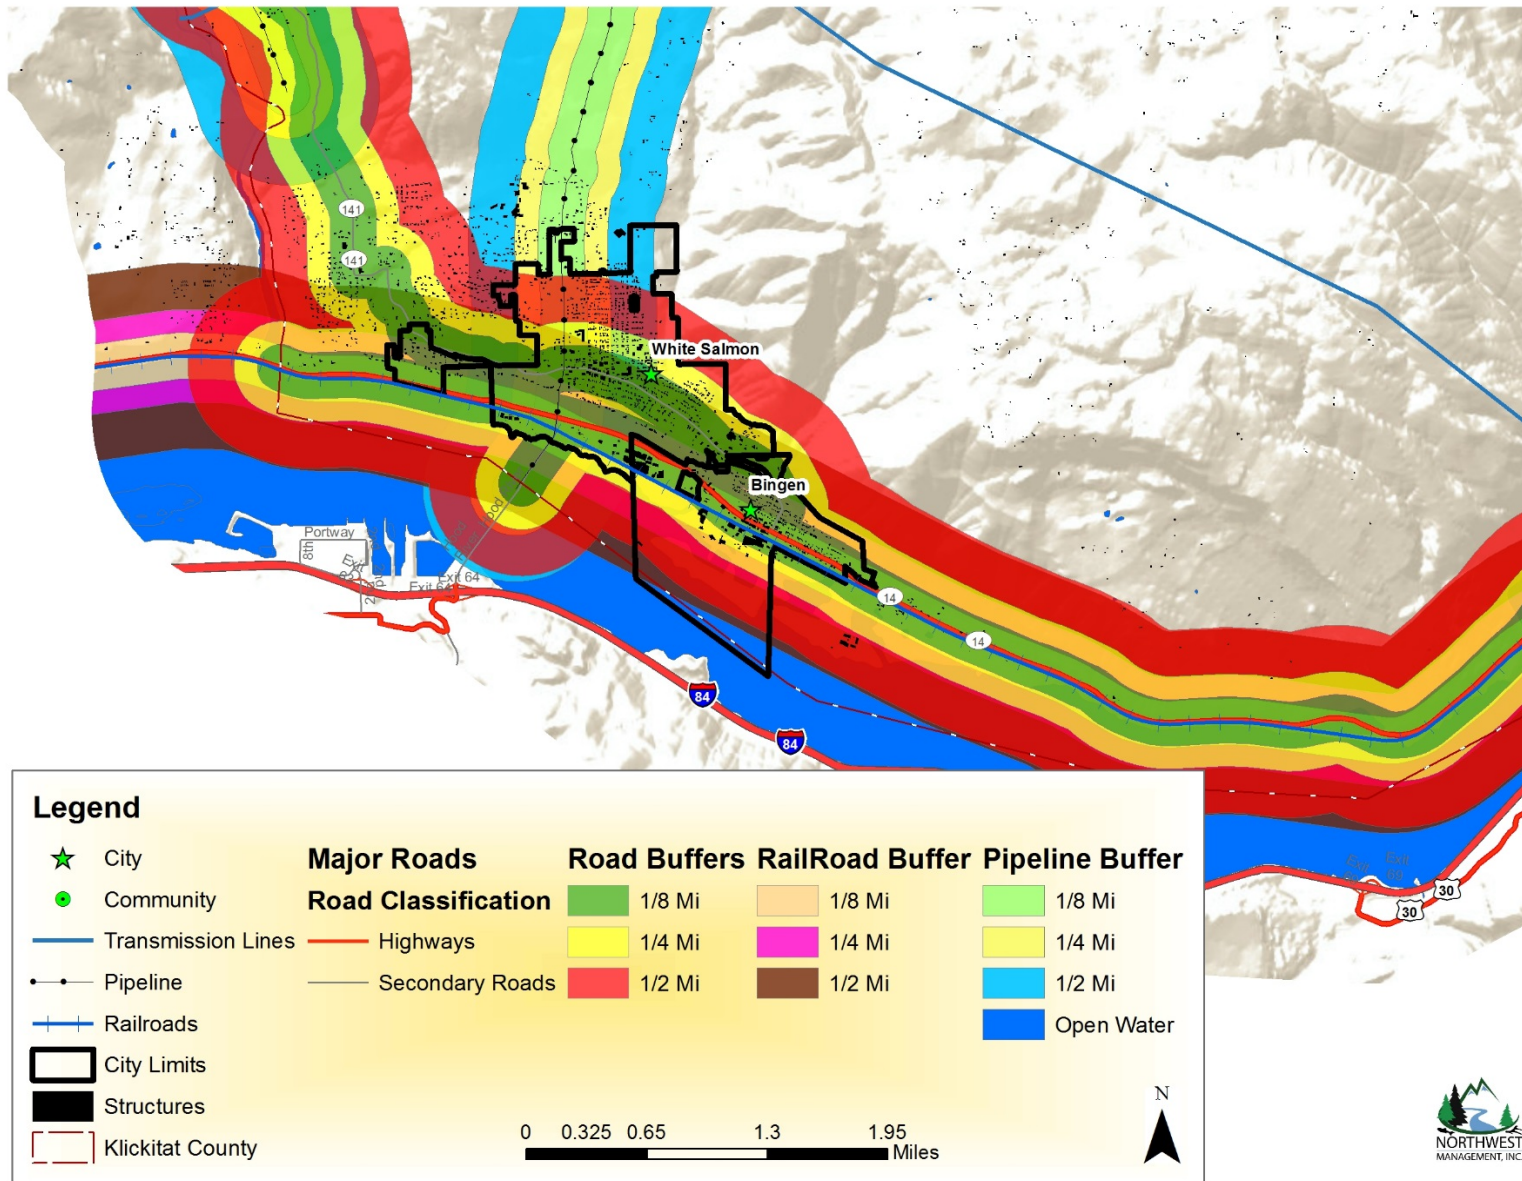 141
141
White Salmon
Bingen
Portway
8th
Exit 64
Exit 64
14
14
84
84
Exit
Exit
69
30
30
Legend
City
Community
Transmission Lines
Pipeline
Railroads
City Limits
Structures
Klickitat County
Major Roads
Road Classification
Highways
Secondary Roads
Road Buffers
1/8 Mi
1/4 Mi
1/2 Mi
RailRoad Buffer
1/8 Mi
1/4 Mi
1/2 Mi
Pipeline Buffer
1/8 Mi
1/4 Mi
1/2 Mi
Open Water
0 0.325 0.65 1.3 1.95
Miles
N
NORTHWEST
MANAGEMENT, INC.